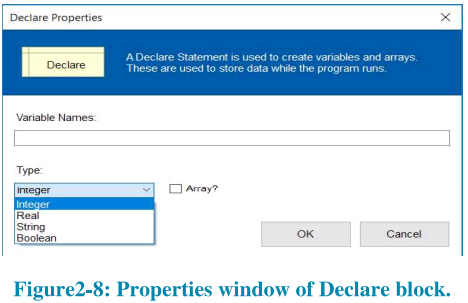 Declare Properties
Declare
A Declare Statement is used to create variables and arrays.
These are used to store data while the program runs.
Variable Names:
Type:
Integer
Array?
Integer
Real
String
Boolean
OK
Cancel
Figure2-8: Properties window of Declare block.